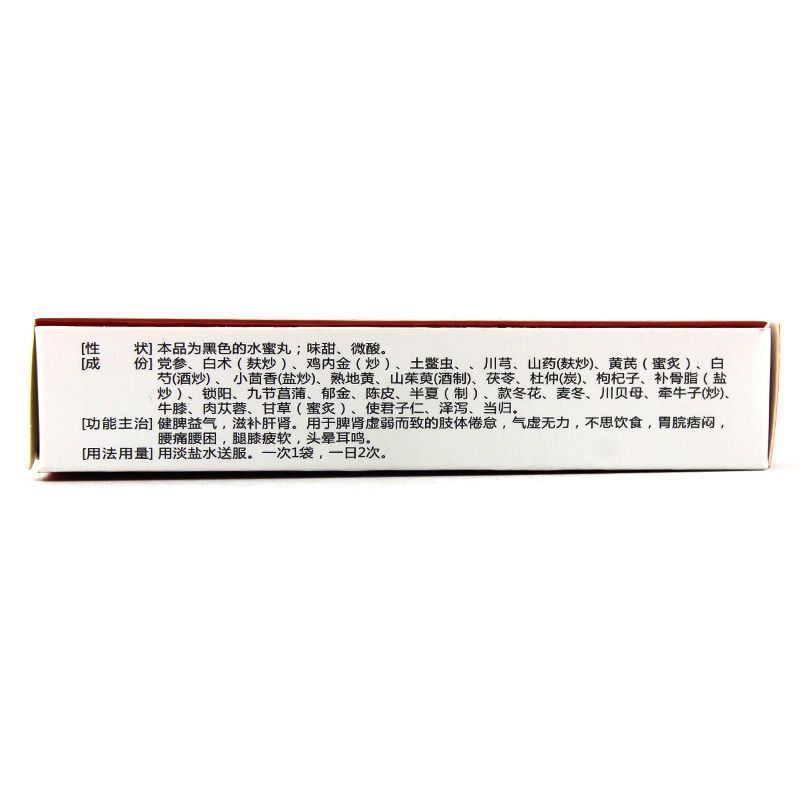 [性　　状] 本品为黑色的水蜜丸；味甜、微酸。
[成　　份] 党参、白术（麸炒）、鸡内金（炒）、土鳖虫、、川芎、山药(麸炒)、黄芪（蜜炙）、白
芍(酒炒)、 小茴香(盐炒)、熟地黄、山茱萸(酒制)、茯苓、杜仲(炭)、枸杞子、补骨脂（盐
炒）、锁阳、九节菖蒲、郁金、陈皮、半夏（制）、款冬花、麦冬、川贝母、牵牛子(炒)、
牛膝、肉苁蓉、甘草（蜜炙）、使君子仁、泽泻、当归。
[功能主治] 健脾益气，滋补肝肾。用于脾肾虚弱而致的肢体倦怠，气虚无力，不思饮食，胃脘痞闷，
腰痛腰困，腿膝疲软，头晕耳鸣。
[用法用量] 用淡盐水送服。一次1袋，一日2次。